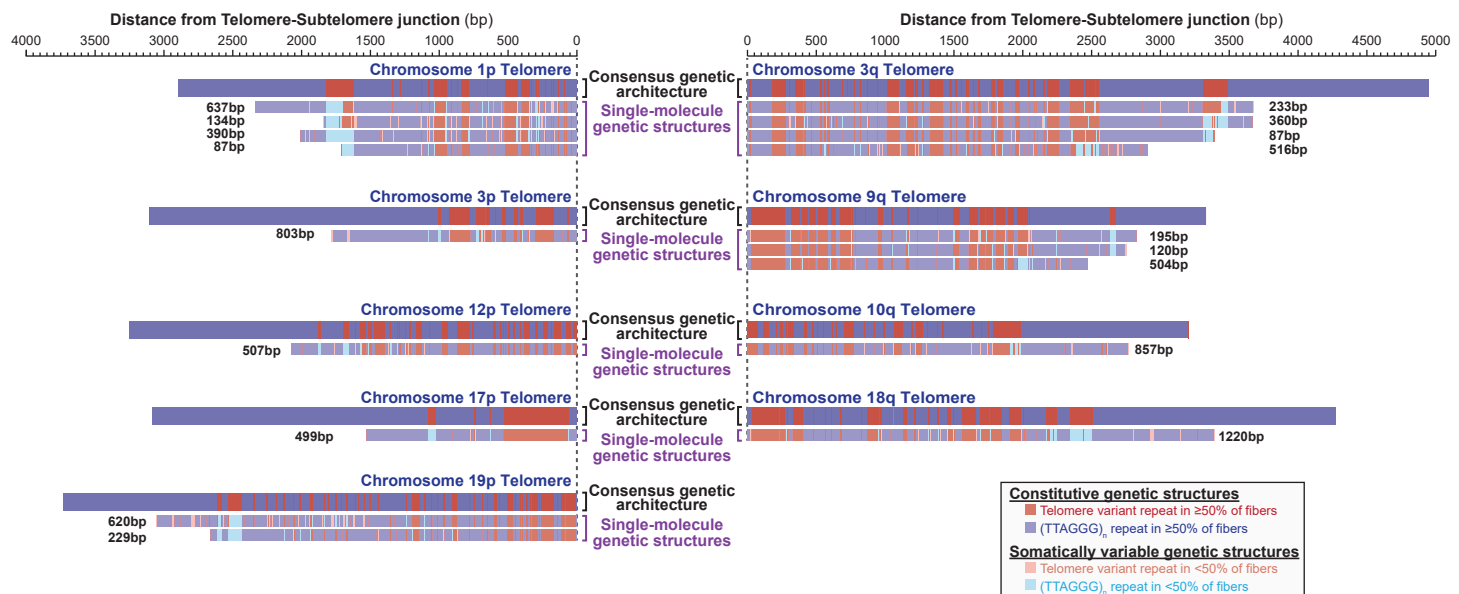 Distance from Telomere-Subtelomere junction (bp)
4000 3500 3000 2500 2000 1500 1000 500 0
Chromosome 1p Telomere
Consensus genetic
architecture
Single-molecule
genetic structures
637bp
134bp
390bp
87bp
Chromosome 3p Telomere
Consensus genetic
architecture
Single-molecule
genetic structures
803bp
Chromosome 12p Telomere
Consensus genetic
architecture
Single-molecule
genetic structures
507bp
Chromosome 17p Telomere
Consensus genetic
architecture
Single-molecule
genetic structures
499bp
Chromosome 19p Telomere
Consensus genetic
architecture
Single-molecule
genetic structures
620bp
229bp
Distance from Telomere-Subtelomere junction (bp)
0 500 1000 1500 2000 2500 3000 3500 4000 4500 5000
Chromosome 3q Telomere
233bp
360bp
87bp
516bp
Chromosome 9q Telomere
195bp
120bp
504bp
Chromosome 10q Telomere
857bp
Chromosome 18q Telomere
1220bp
Constitutive genetic structures
Telomere variant repeat in ≥50% of fibers
(TTAGGG)n repeat in ≥50% of fibers
Somatically variable genetic structures
Telomere variant repeat in <50% of fibers
(TTAGGG)n repeat in <50% of fibers